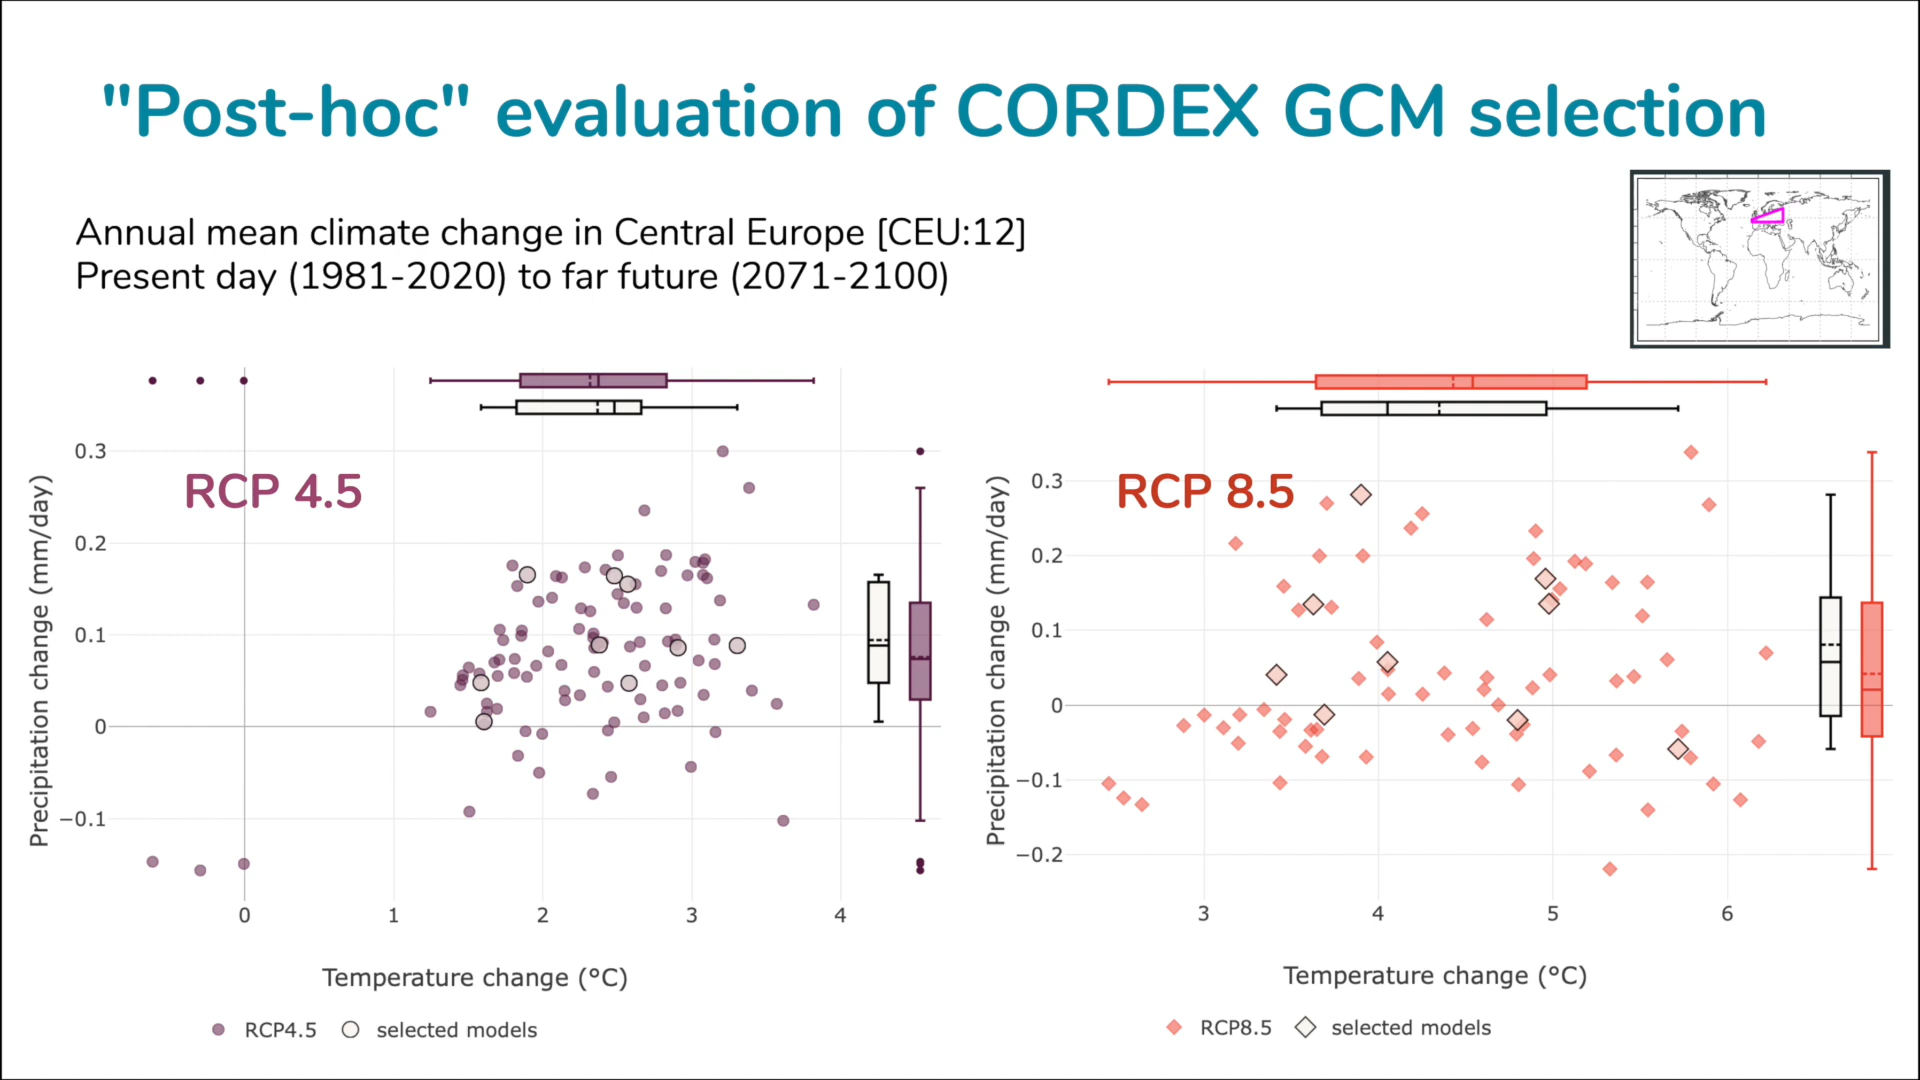 "Post-hoc" evaluation of CORDEX GCM selection
Annual mean climate change in Central Europe [CEU:12]
Present day (1981-2020) to far future (2071-2100)
RCP 4.5
Precipitation change (mm/day)
0.3
0.2
0.1
0
−0.1
0
1
2
3
4
Temperature change (°C)
RCP4.5
selected models
RCP 8.5
Precipitation change (mm/day)
0.3
0.2
0.1
0
−0.1
−0.2
3
4
5
6
Temperature change (°C)
RCP8.5
selected models